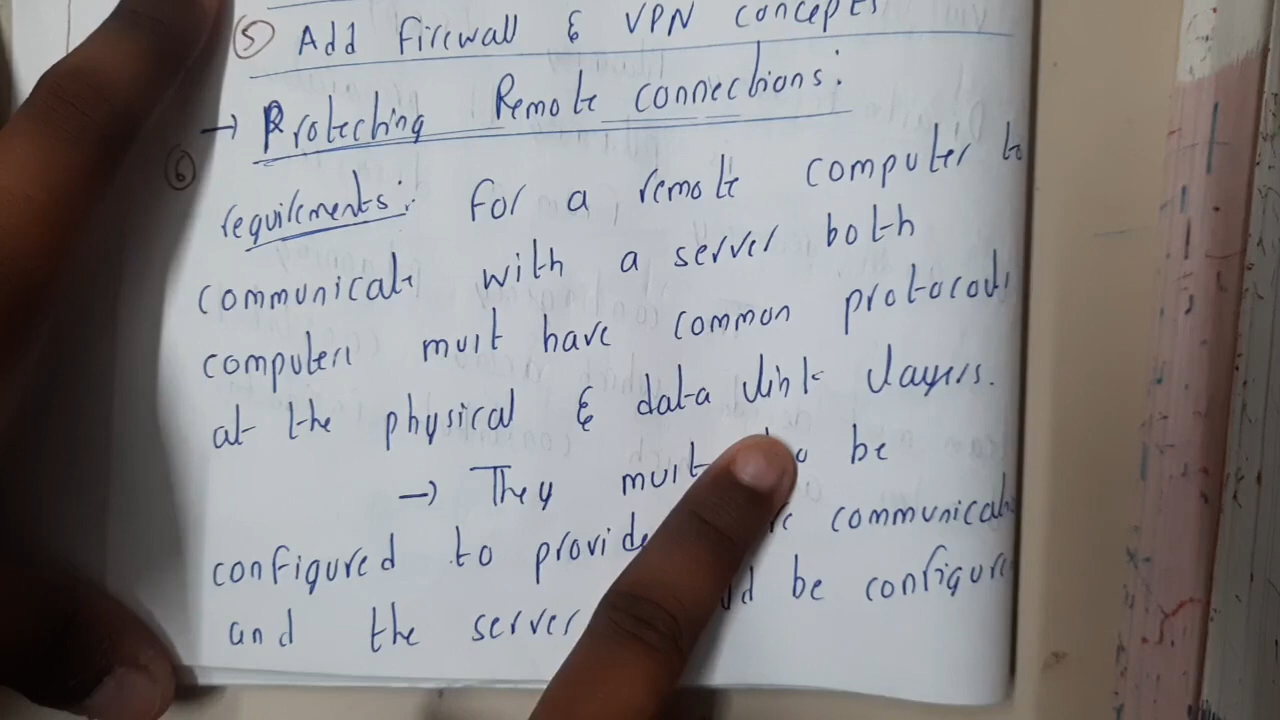 ⑤ Add Firewall & VPN concepts
→ Protecting Remote connections:
⑥
requirements: For a remote computer to
communicate with a server both
computers must have common protocols
at the physical & data link layers.
→ They must be
configured to provide communicat
and the server be configure